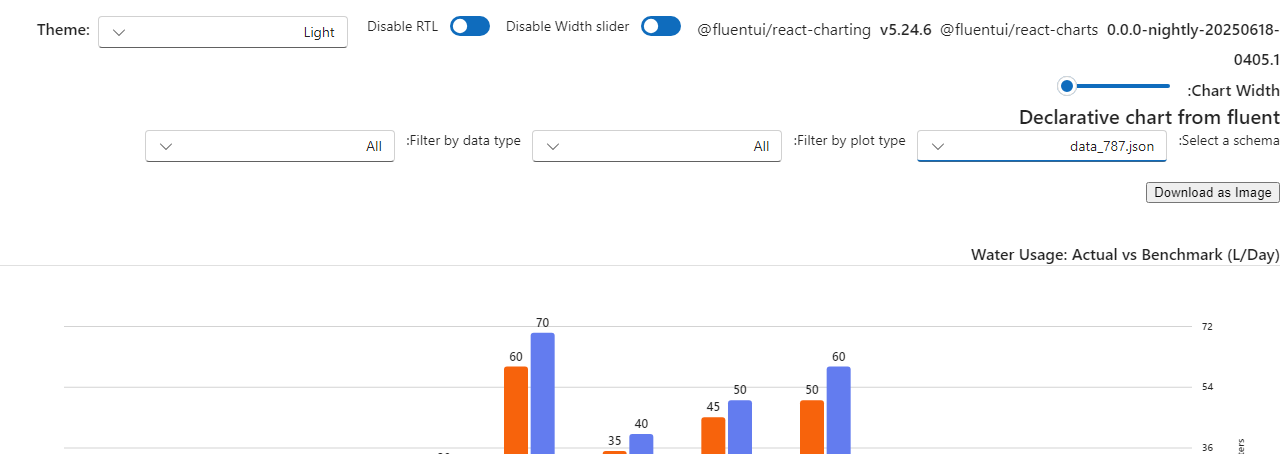 Theme: Light Disable RTL Disable Width slider @fluentui/react-charting v5.24.6 @fluentui/react-charts 0.0.0-nightly-20250618-
0405.1
:Chart Width
Declarative chart from fluent
:Select a schema data_787.json :Filter by plot type All :Filter by data type All
Download as Image
Water Usage: Actual vs Benchmark (L/Day)
70
72
60
60
54
50
50
45
40
35
36